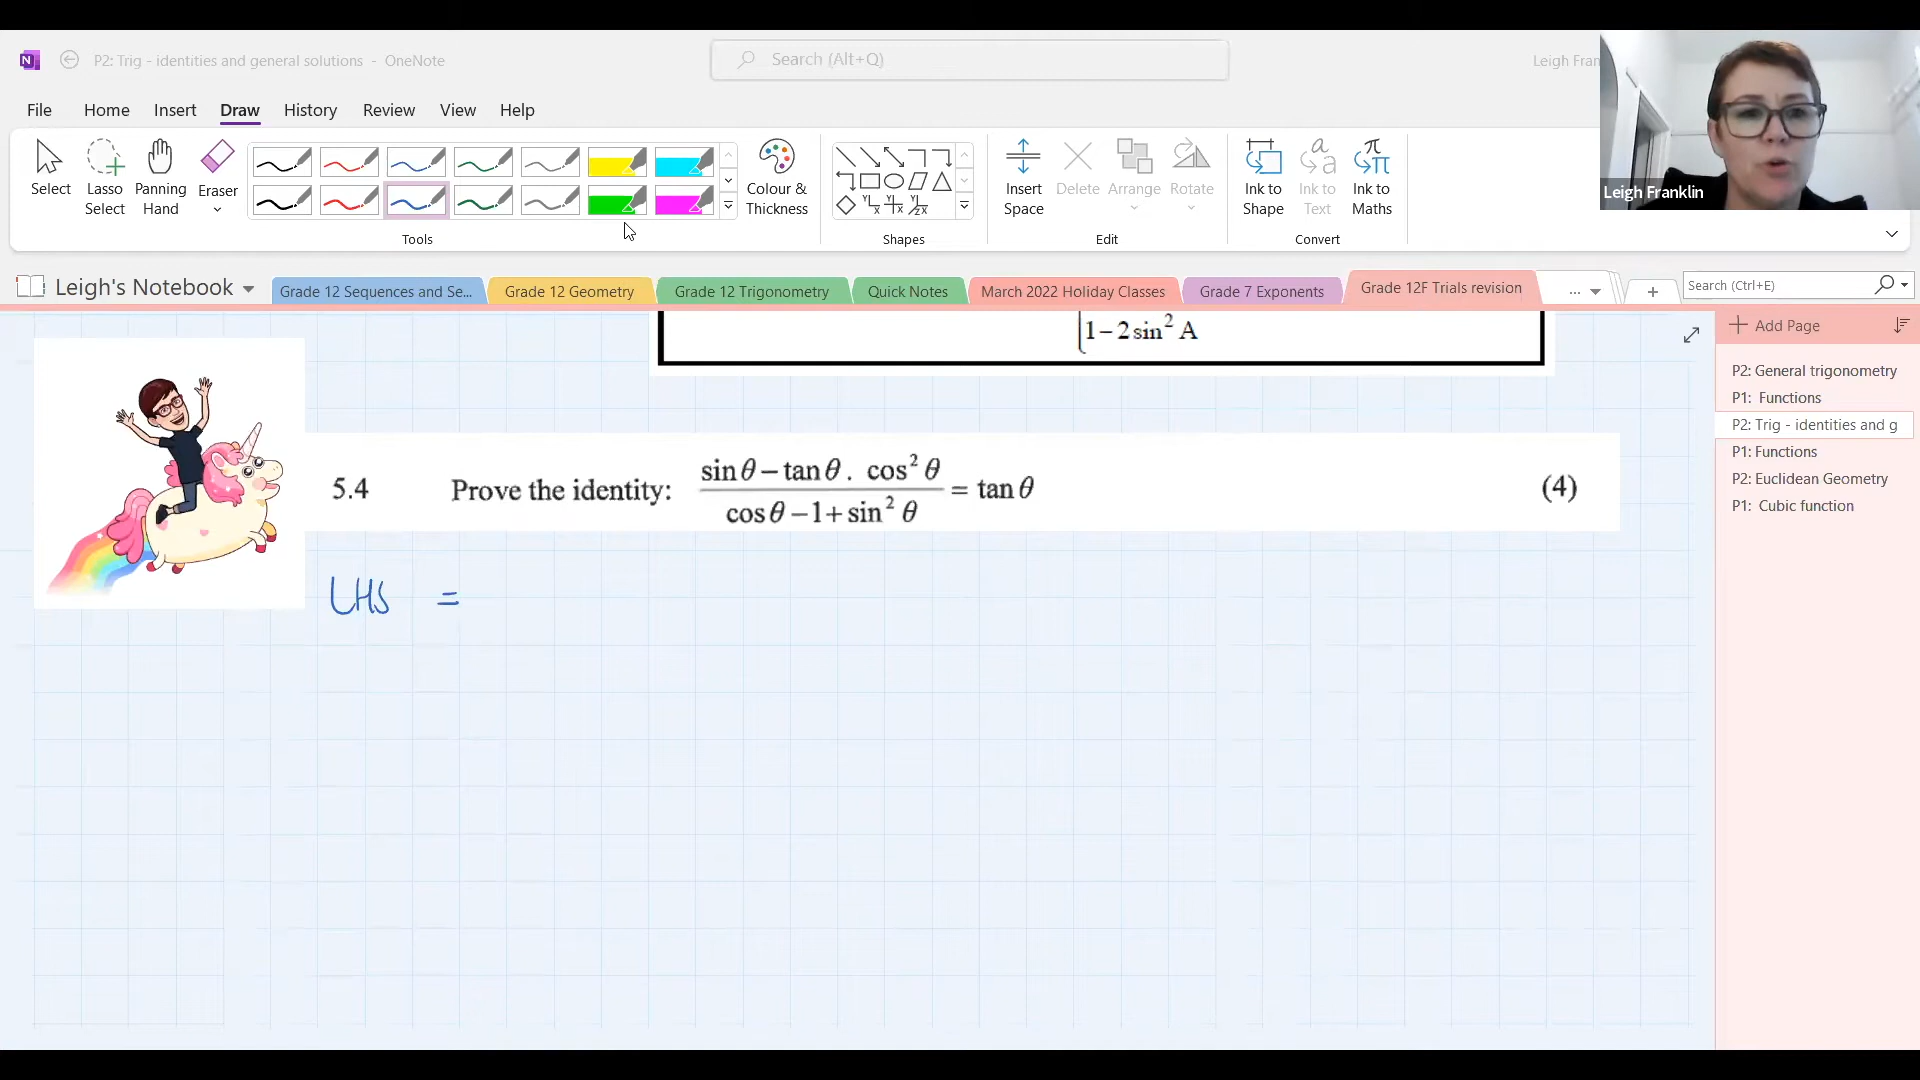 P2: Trig - identities and general solutions - OneNote
Search (Alt+Q)
Leigh Fran
File Home Insert Draw History Review View Help
Select
Lasso Select
Panning Hand
Eraser
Colour & Thickness
Insert Space
Delete
Arrange
Rotate
Ink to Shape
Ink to Text
Ink to Maths
Tools
Shapes
Edit
Convert
Leigh Franklin
Leigh's Notebook
Grade 12 Sequences and Se...
Grade 12 Geometry
Grade 12 Trigonometry
Quick Notes
March 2022 Holiday Classes
Grade 7 Exponents
Grade 12F Trials revision
...
Search (Ctrl+E)
Add Page
P2: General trigonometry
P1: Functions
P2: Trig - identities and g
P1: Functions
P2: Euclidean Geometry
P1: Cubic function
1 − 2 sin² A
5.4 Prove the identity: (sin θ − tan θ . cos² θ) / (cos θ − 1 + sin² θ) = tan θ (4)
LHS =